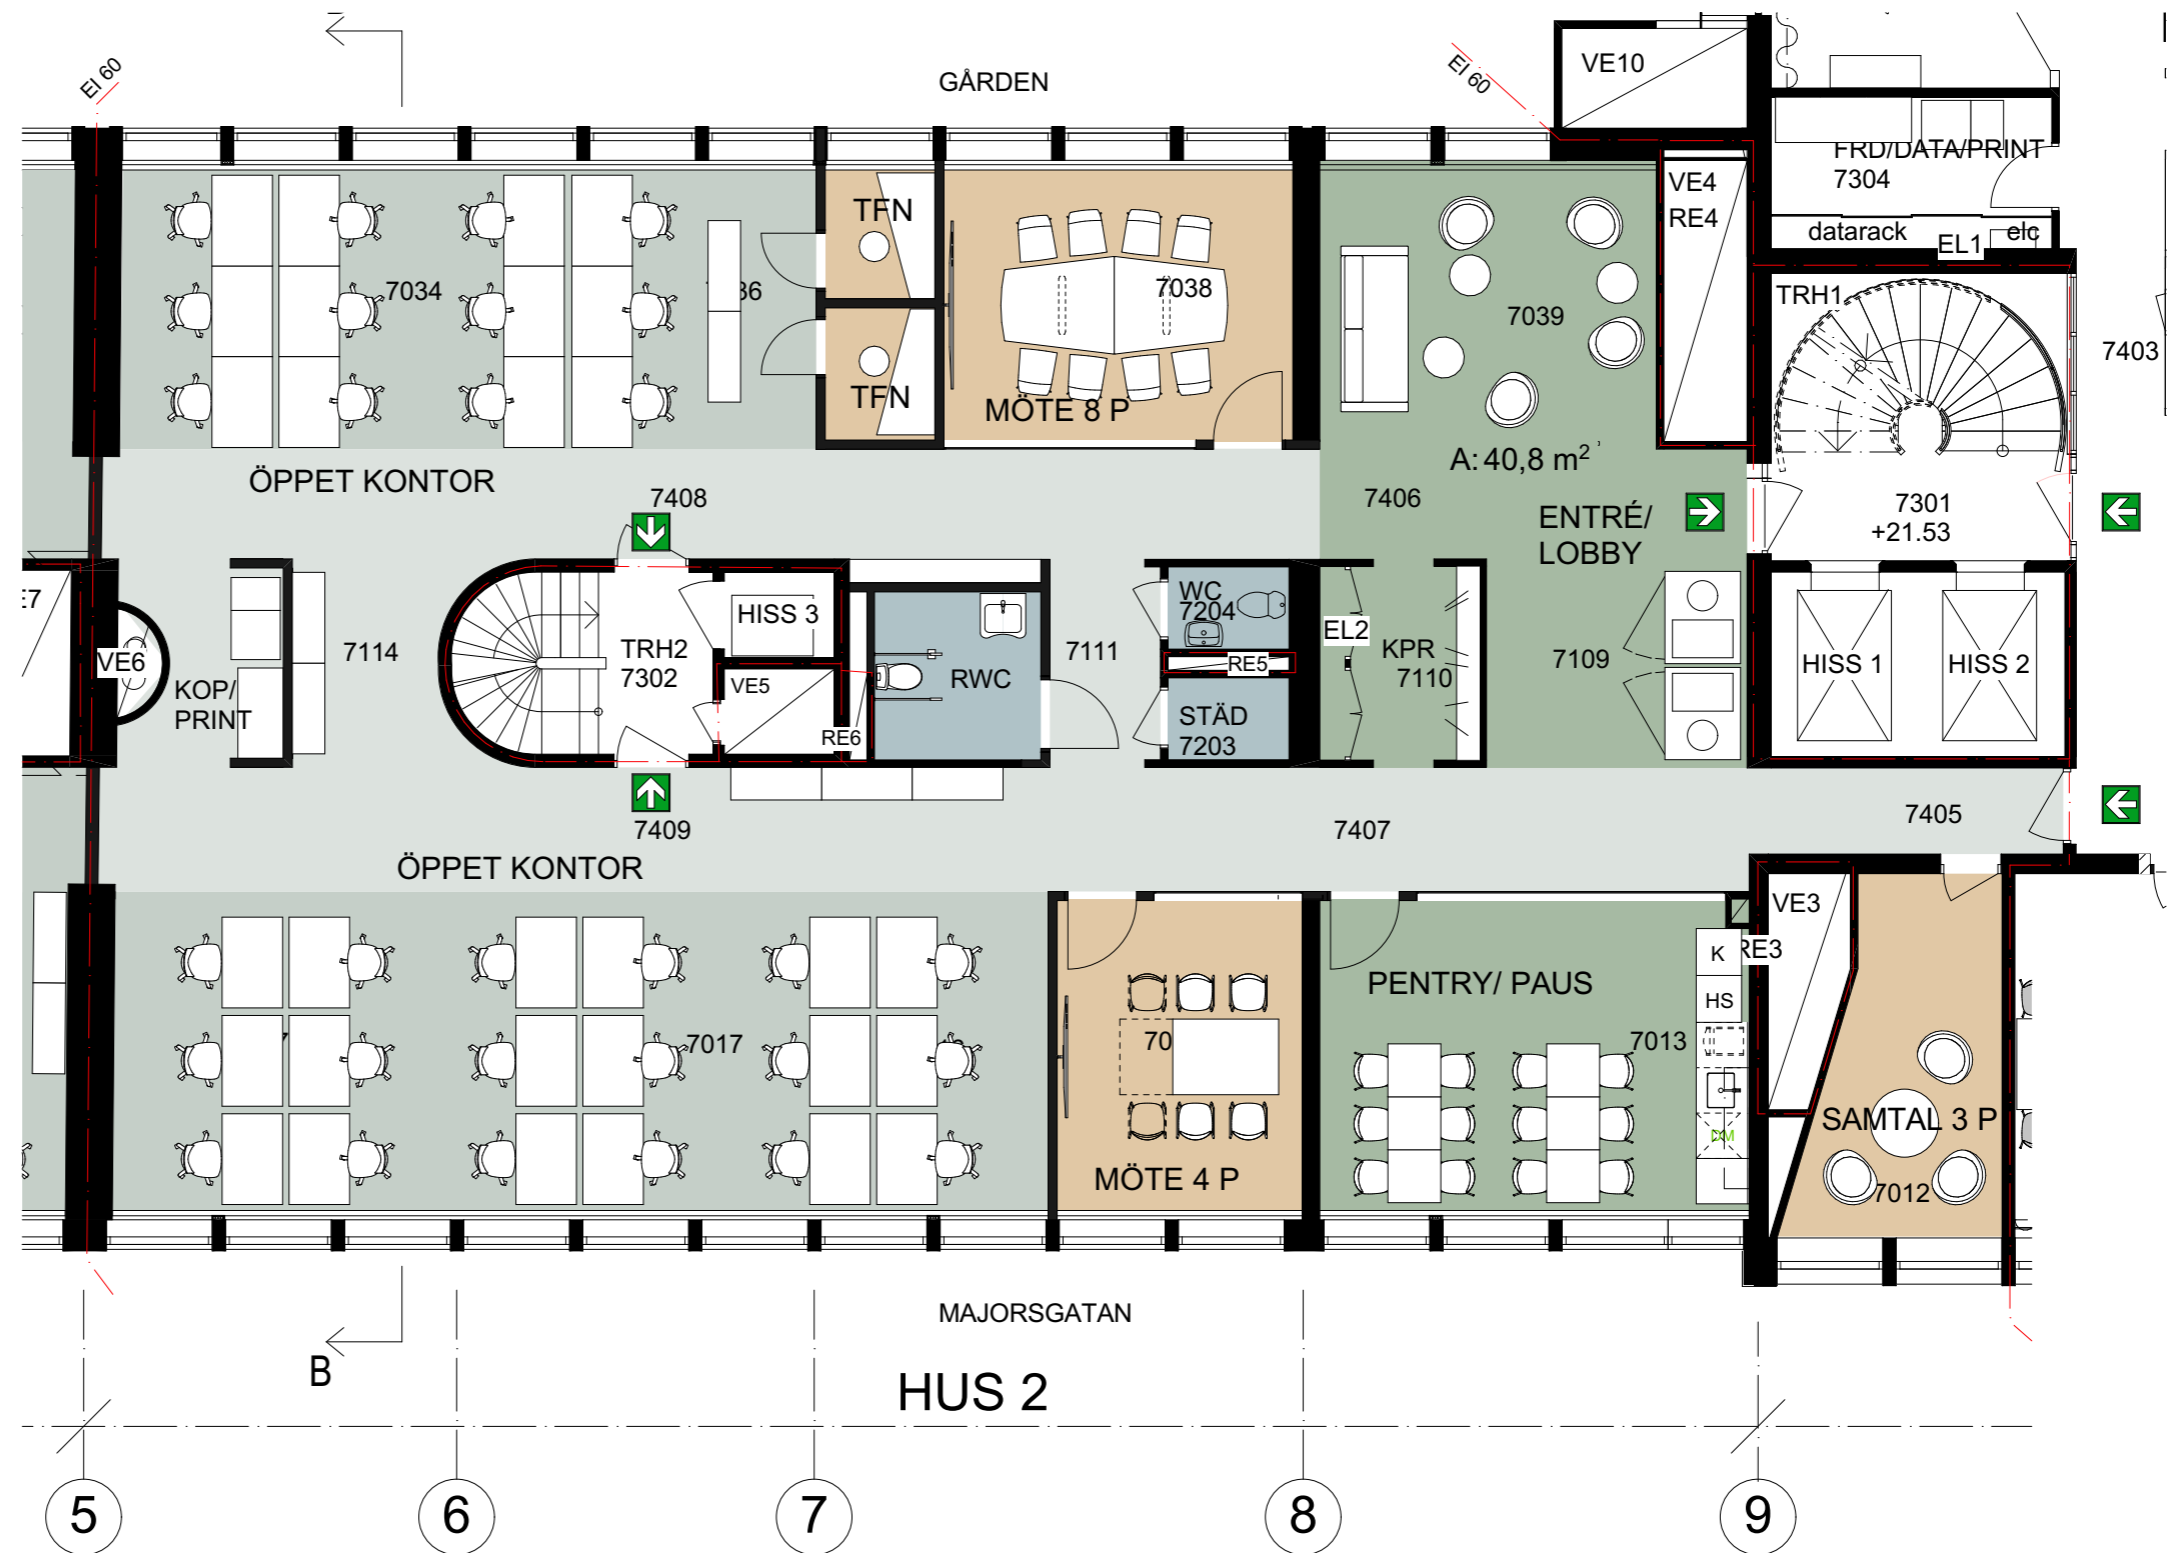 EI 60
GÅRDEN
EI 60
VE10
FRD/DATA/PRINT
7304
datarack
elc
EL1
VE4
RE4
TFN
TFN
7034
36
7038
MÖTE 8 P
7039
A: 40,8 m²
TRH1
7403
ÖPPET KONTOR
7408
7406
ENTRÉ/
LOBBY
7301
+21.53
E7
VE6
KOP/
PRINT
7114
TRH2
7302
HISS 3
VE5
RE6
RWC
7111
WC
7204
RE5
STÄD
7203
EL2
KPR
7110
7109
HISS 1
HISS 2
7409
7407
7405
ÖPPET KONTOR
7017
70
MÖTE 4 P
PENTRY/ PAUS
7013
K
HS
DM
RE3
VE3
SAMTAL 3 P
7012
MAJORSGATAN
B
HUS 2
5
6
7
8
9